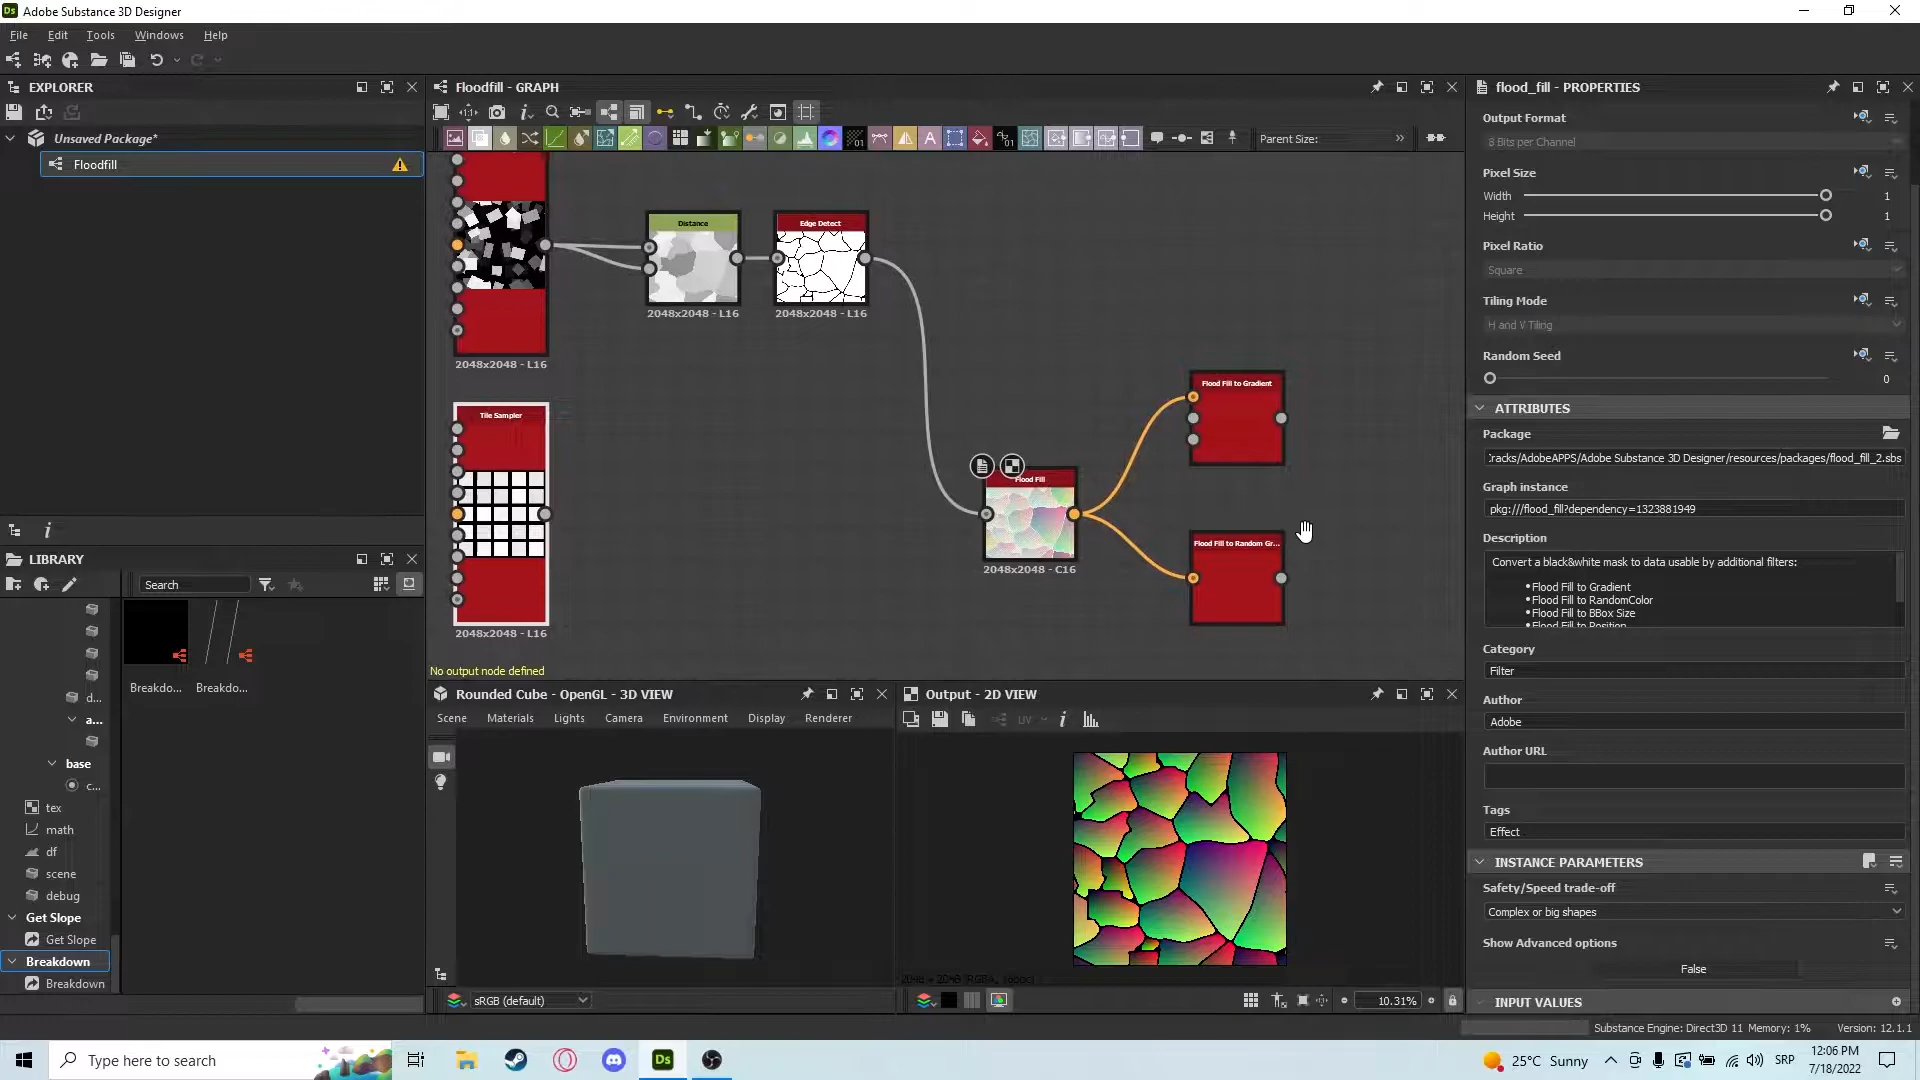 Adobe Substance 3D Designer
File Edit Tools Windows Help
EXPLORER
Unsaved Package*
Floodfill
LIBRARY
Search
d...
a...
base
c...
tex
math
df
scene
debug
Get Slope
Get Slope
Breakdown
Breakdown
Breakdo...
Breakdo...
Floodfill - GRAPH
Parent Size:
2048x2048 - L16
Distance
2048x2048 - L16
Edge Detect
2048x2048 - L16
Tile Sampler
2048x2048 - L16
Flood Fill
2048x2048 - C16
Flood Fill to Gradient
Flood Fill to Random Gr...
No output node defined
Rounded Cube - OpenGL - 3D VIEW
Scene Materials Lights Camera Environment Display Renderer
sRGB (default)
Output - 2D VIEW
UV
10.31%
flood_fill - PROPERTIES
Output Format
8 Bits per Channel
Pixel Size
Width 1
Height 1
Pixel Ratio
Square
Tiling Mode
H and V Tiling
Random Seed
0
ATTRIBUTES
Package
:racks/AdobeAPPS/Adobe Substance 3D Designer/resources/packages/flood_fill_2.sbs
Graph instance
pkg:///flood_fill?dependency=1323881949
Description
Convert a black&white mask to data usable by additional filters:
•Flood Fill to Gradient
•Flood Fill to RandomColor
•Flood Fill to BBox Size
•Flood Fill to Position
Category
Filter
Author
Adobe
Author URL
Tags
Effect
INSTANCE PARAMETERS
Safety/Speed trade-off
Complex or big shapes
Show Advanced options
False
INPUT VALUES
Substance Engine: Direct3D 11 Memory: 1% Version: 12.1.1
Type here to search
Ds
25°C Sunny
SRP
12:06 PM
7/18/2022